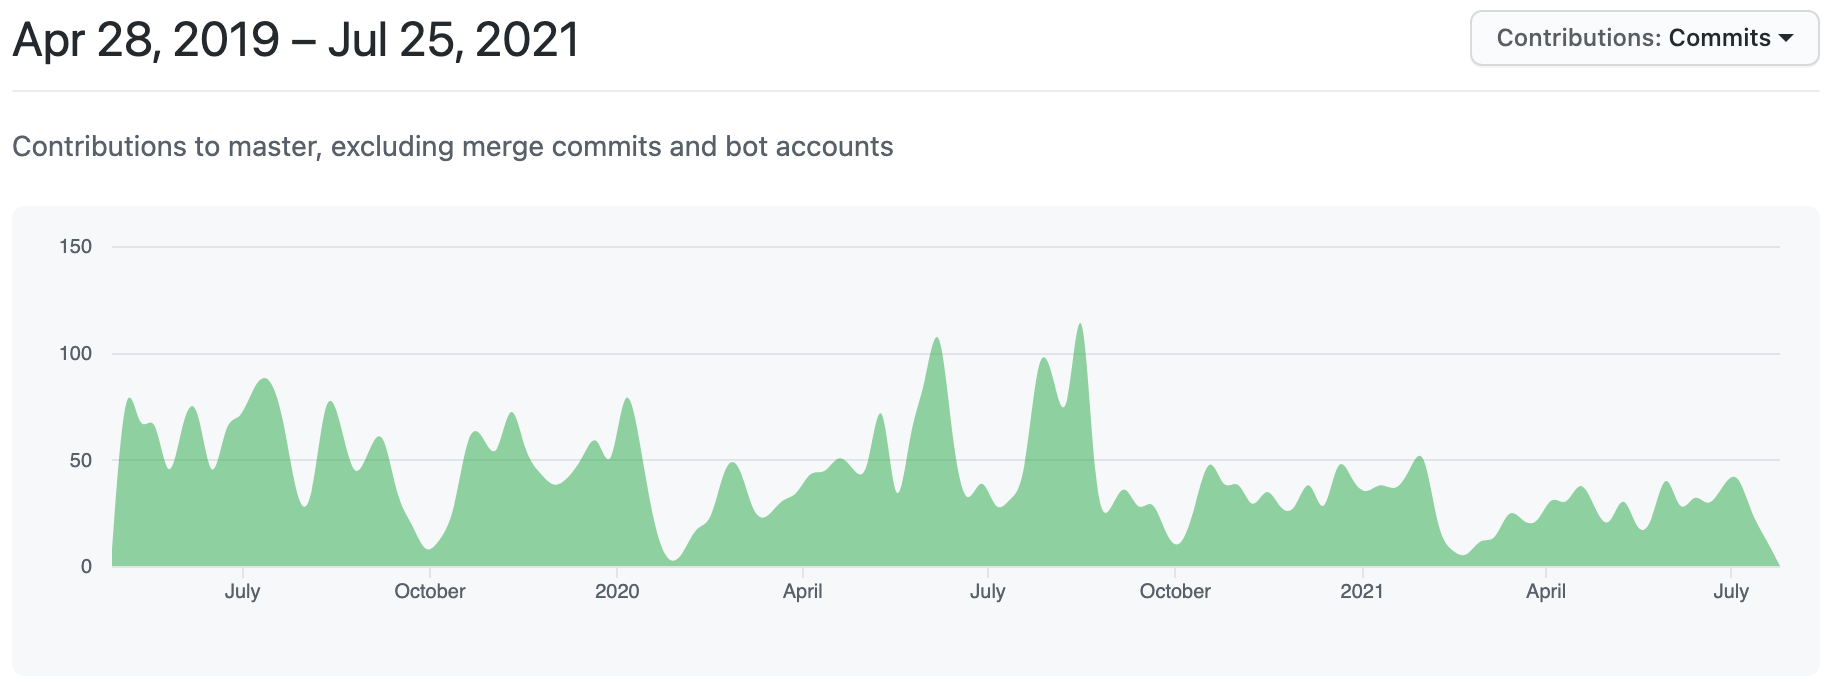 Apr 28, 2019 – Jul 25, 2021
Contributions: Commits
Contributions to master, excluding merge commits and bot accounts
150
100
50
0
July October 2020 April July October 2021 April July